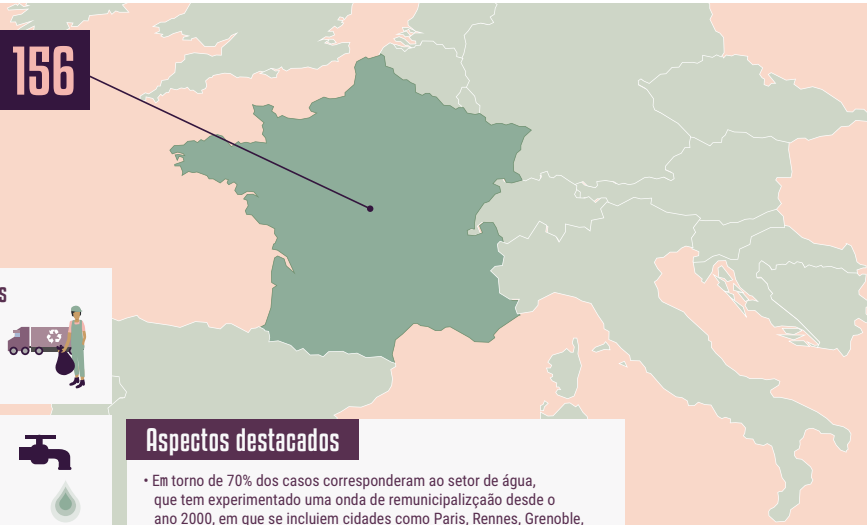 156
s
Aspectos destacados
• Em torno de 70% dos casos corresponderam ao setor de água,
que tem experimentado uma onda de remunicipalizçaão desde o
ano 2000, em que se incluiem cidades como Paris, Rennes, Grenoble,